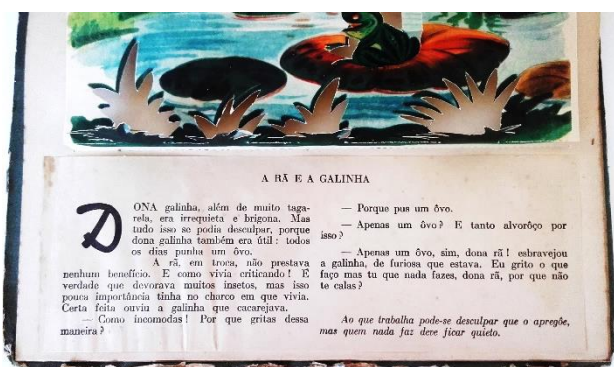 A RÃ E A GALINHA
DONA galinha, além de muito taga-
rela, era irrequieta e brigona. Mas
tudo isso se podia desculpar, porque
dona galinha também era útil : todos
os dias punha um ôvo.
A rã, em troca, não prestava
nenhum benefício. E como vivia criticando ! É
verdade que devorava muitos insetos, mas isso
pouca importância tinha no charco em que vivia.
Certa feita ouviu a galinha que cacarejava.
— Como incomodas ! Por que gritas dessa
maneira ?
— Porque pus um ôvo.
— Apenas um ôvo ? E tanto alvorôço por
isso ?
— Apenas um ôvo, sim, dona rã ! esbravejou
a galinha, de furiosa que estava. Eu grito o que
faço mas tu que nada fazes, dona rã, por que não
te calas ?
Ao que trabalha pode-se desculpar que o apregôe,
mas quem nada faz deve ficar quieto.